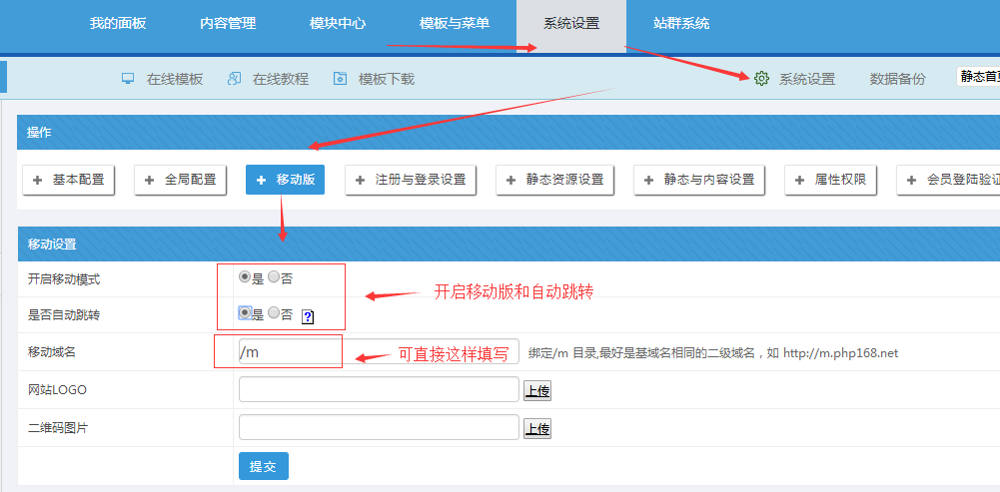 我的面板 内容管理 模块中心 模板与菜单 系统设置 站群系统
在线模板 在线教程 模板下载 系统设置 数据备份 静态首页
操作
+ 基本配置 + 全局配置 + 移动版 + 注册与登录设置 + 静态资源设置 + 静态与内容设置 + 属性权限 + 会员登陆验证
移动设置
开启移动模式 是 否
开启移动版和自动跳转
是否自动跳转 是 否 ?
移动域名 /m 可直接这样填写 绑定/m 目录,最好是基域名相同的二级域名，如 http://m.php168.net
网站LOGO 上传
二维码图片 上传
提交